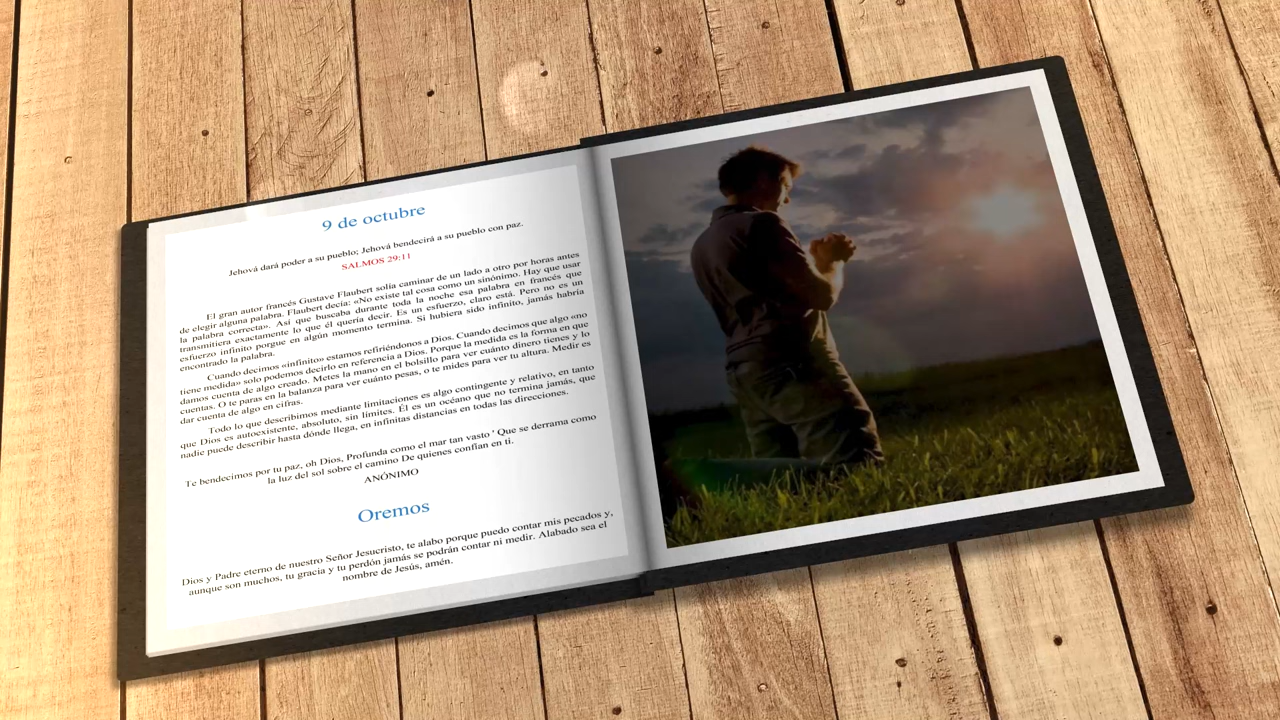 9 de octubre
Jehová dará poder a su pueblo; Jehová bendecirá a su pueblo con paz.
SALMOS 29:11
El gran autor francés Gustave Flaubert solía caminar de un lado a otro por horas antes
de elegir alguna palabra. Flaubert decía: «No existe tal cosa como un sinónimo. Hay que usar
la palabra correcta». Así que buscaba durante toda la noche esa palabra en francés que
transmitiera exactamente lo que él quería decir. Es un esfuerzo, claro está. Pero no es un
esfuerzo infinito porque en algún momento termina. Si hubiera sido infinito, jamás habría
encontrado la palabra.
Cuando decimos «infinito» estamos refiriéndonos a Dios. Cuando decimos que algo «no
tiene medida» solo podemos decirlo en referencia a Dios. Porque la medida es la forma en que
damos cuenta de algo creado. Metes la mano en el bolsillo para ver cuánto dinero tienes y lo
cuentas. O te paras en la balanza para ver cuánto pesas, o te mides para ver tu altura. Medir es
dar cuenta de algo en cifras.
Todo lo que describimos mediante limitaciones es algo contingente y relativo, en tanto
que Dios es autoexistente, absoluto, sin límites. Él es un océano que no termina jamás, que
nadie puede describir hasta dónde llega, en infinitas distancias en todas las direcciones.
Te bendecimos por tu paz, oh Dios, Profunda como el mar tan vasto ' Que se derrama como
la luz del sol sobre el camino De quienes confían en ti.
ANÓNIMO
Oremos
Dios y Padre eterno de nuestro Señor Jesucristo, te alabo porque puedo contar mis pecados y,
aunque son muchos, tu gracia y tu perdón jamás se podrán contar ni medir. Alabado sea el
nombre de Jesús, amén.